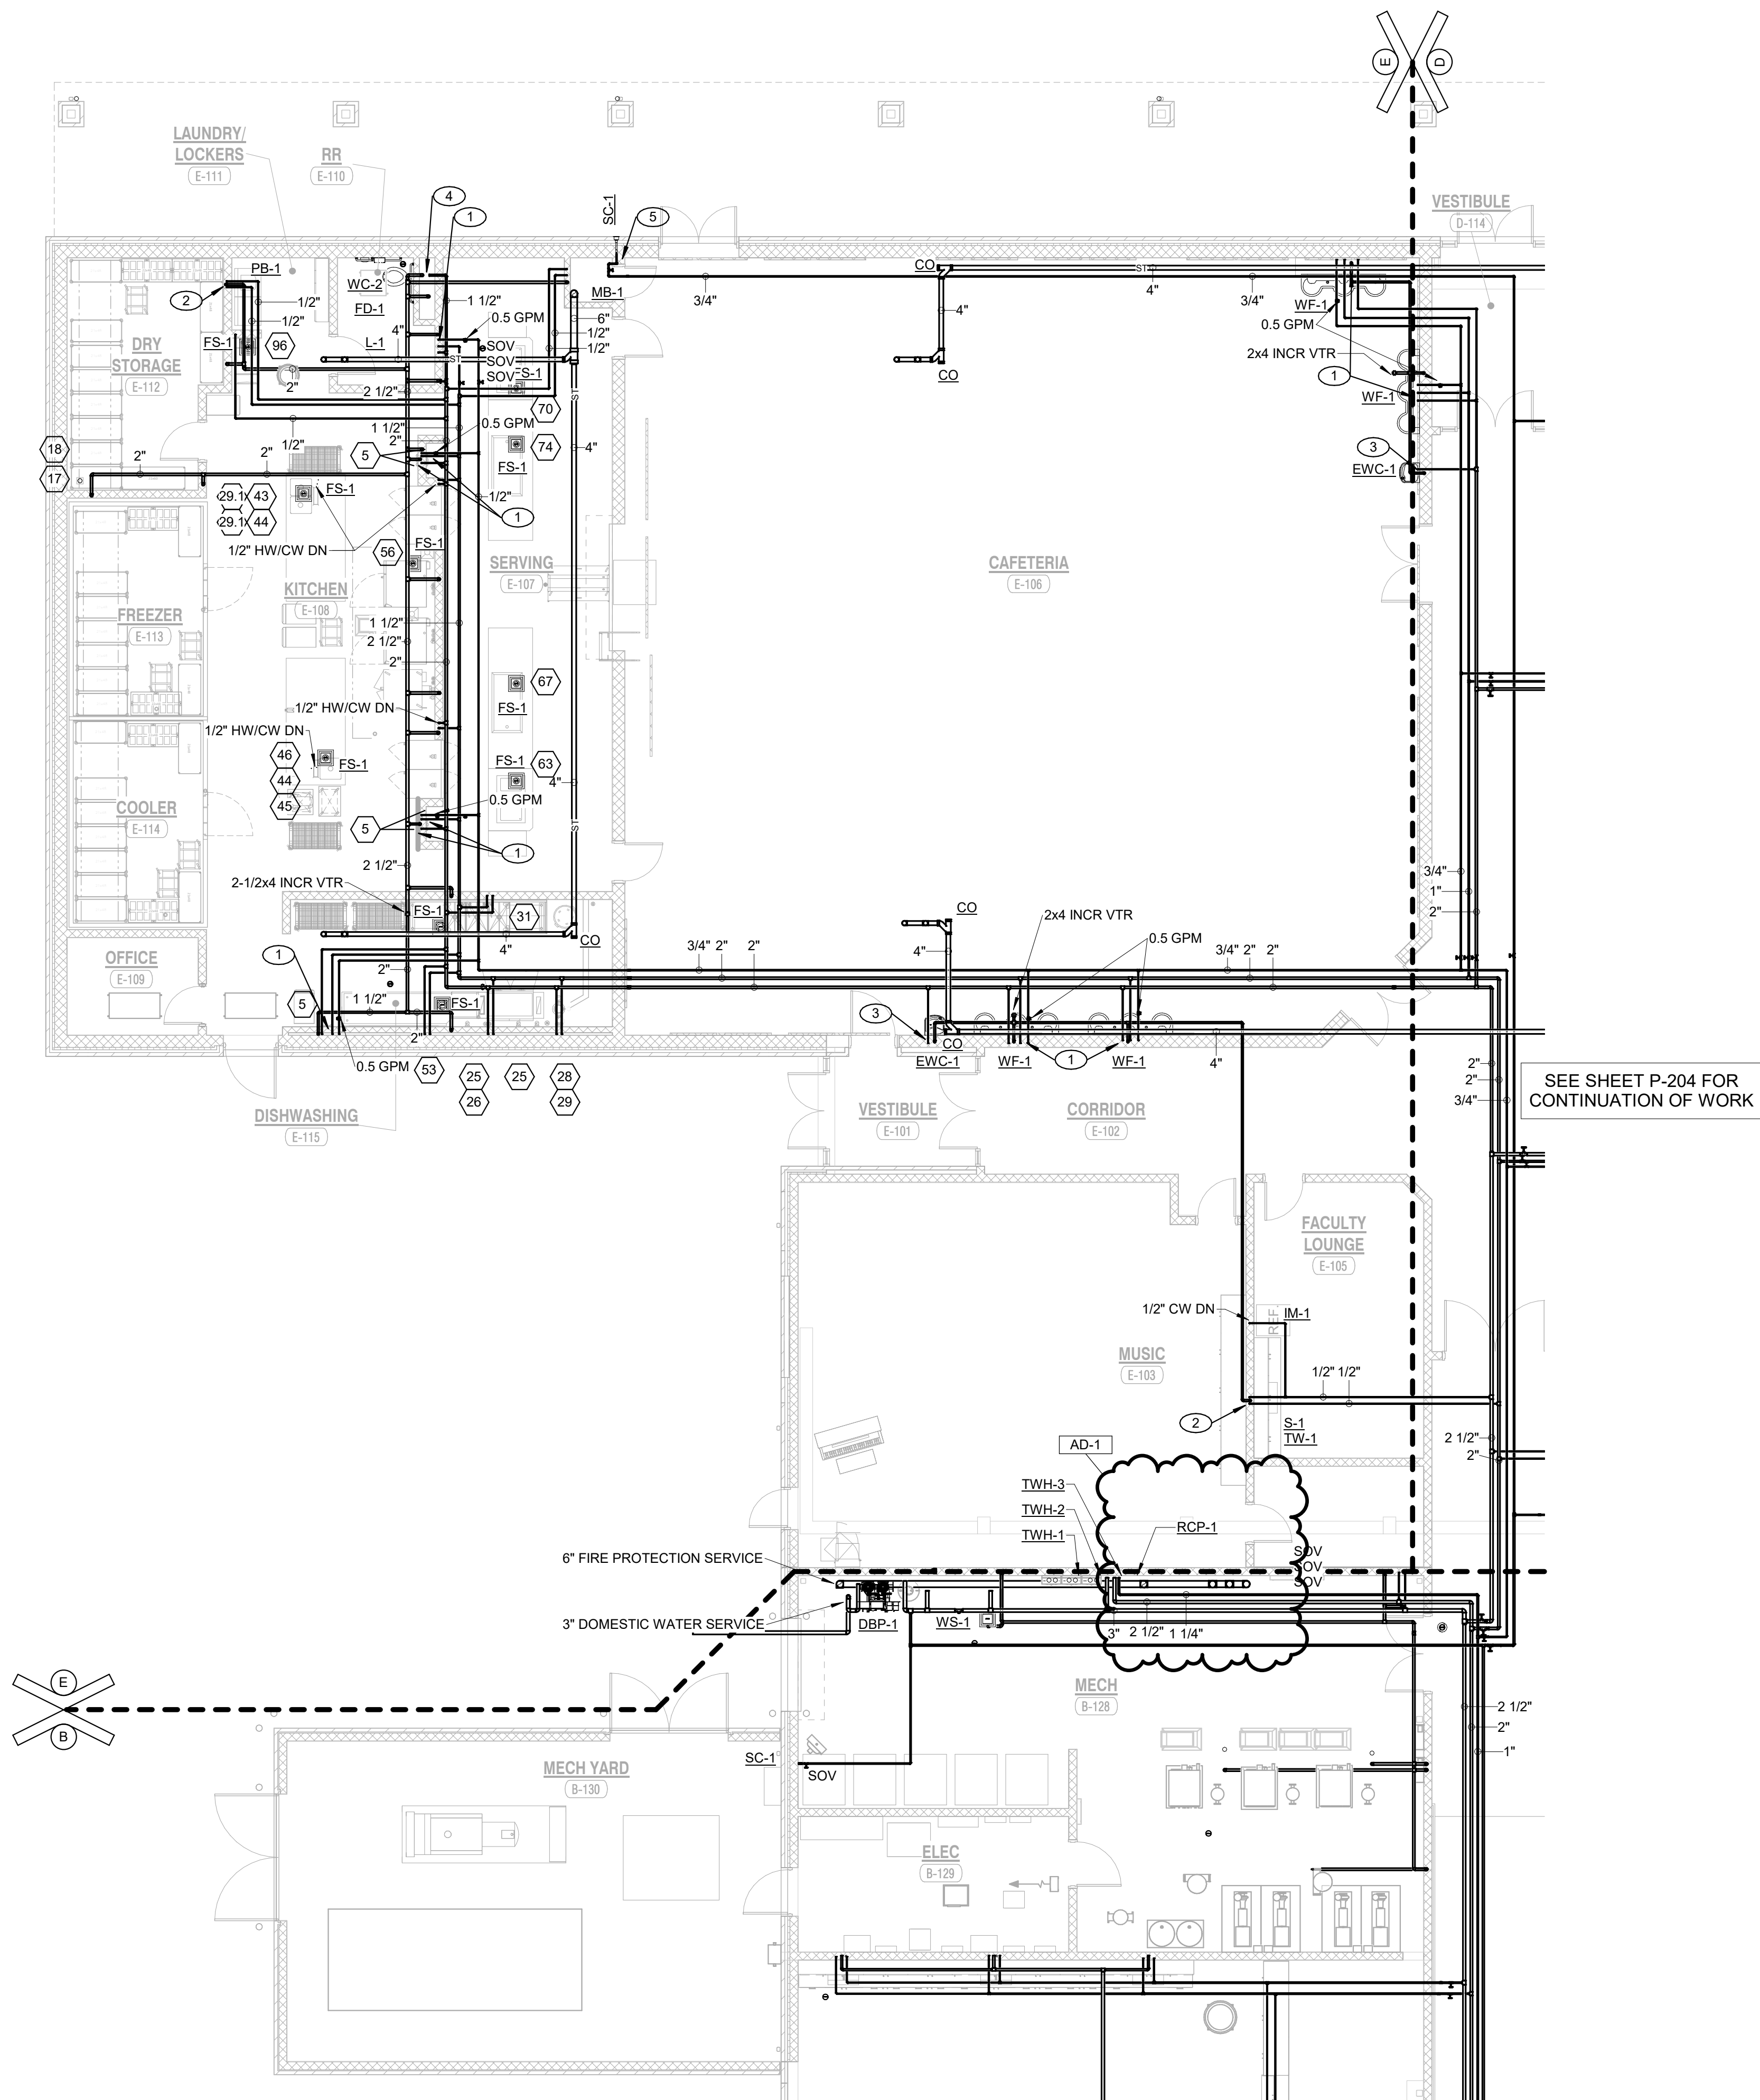 E
D
LAUNDRY/
LOCKERS
E-111
RR
E-110
VESTIBULE
D-114
4
1
SC-1
5
PB-1
2
WC-2
FD-1
1/2"
1/2"
1 1/2"
MB-1
0.5 GPM
6"
1/2"
1/2"
3/4"
CO
ST
4"
3/4"
4"
CO
WF-1
0.5 GPM
2x4 INCR VTR
1
WF-1
3
EWC-1
DRY
STORAGE
E-112
FS-1
96
4"
L-1
ST
SOV
SOV
SOV
FS-1
ST
2"
2 1/2"
70
1 1/2"
0.5 GPM
2"
74
4"
FS-1
1/2"
5
18
17
2"
2"
29.1
43
29.1
44
FS-1
1/2"
1
1/2" HW/CW DN
56
FS-1
SERVING
E-107
CAFETERIA
E-106
KITCHEN
E-108
FREEZER
E-113
1 1/2"
2 1/2"
2"
67
FS-1
1/2" HW/CW DN
1/2" HW/CW DN
46
44
45
FS-1
FS-1
63
4"
0.5 GPM
ST
COOLER
E-114
5
1
2 1/2"
2-1/2x4 INCR VTR
FS-1
31
4"
CO
3/4"
1"
2"
CO
2x4 INCR VTR
0.5 GPM
4"
OFFICE
E-109
1
2"
3/4" 2" 2"
3/4" 2" 2"
5
1 1/2"
FS-1
2"
0.5 GPM
53
25
26
25
28
29
3
CO
EWC-1
WF-1
1
WF-1
4"
DISHWASHING
E-115
VESTIBULE
E-101
CORRIDOR
E-102
2"
2"
3/4"
SEE SHEET P-204 FOR
CONTINUATION OF WORK
FACULTY
LOUNGE
E-105
1/2" CW DN
IM-1
REF.
MUSIC
E-103
1/2" 1/2"
2
S-1
TW-1
2 1/2"
2"
AD-1
TWH-3
TWH-2
TWH-1
RCP-1
SOV
SOV
SOV
6" FIRE PROTECTION SERVICE
3" DOMESTIC WATER SERVICE
DBP-1
WS-1
3"
2 1/2"
1 1/4"
E
B
MECH
B-128
2 1/2"
2"
1"
MECH YARD
B-130
SC-1
SOV
ELEC
B-129